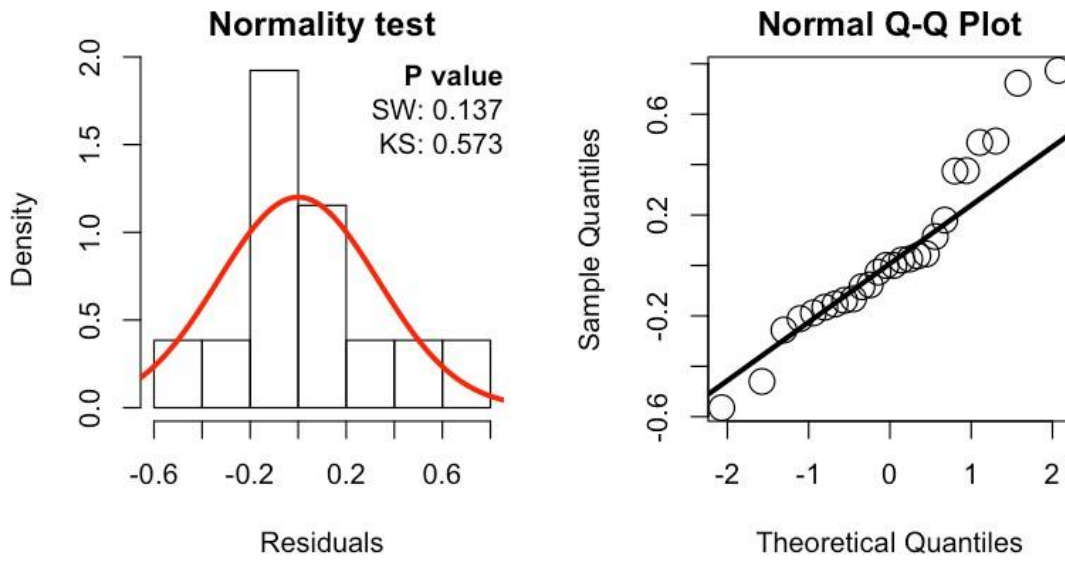 Normality test
P value
SW: 0.137
KS: 0.573
Density
0.0
0.5
1.0
1.5
2.0
-0.6
-0.2
0.2
0.6
Residuals
Normal Q-Q Plot
Sample Quantiles
-0.6
-0.2
0.2
0.6
-2
-1
0
1
2
Theoretical Quantiles